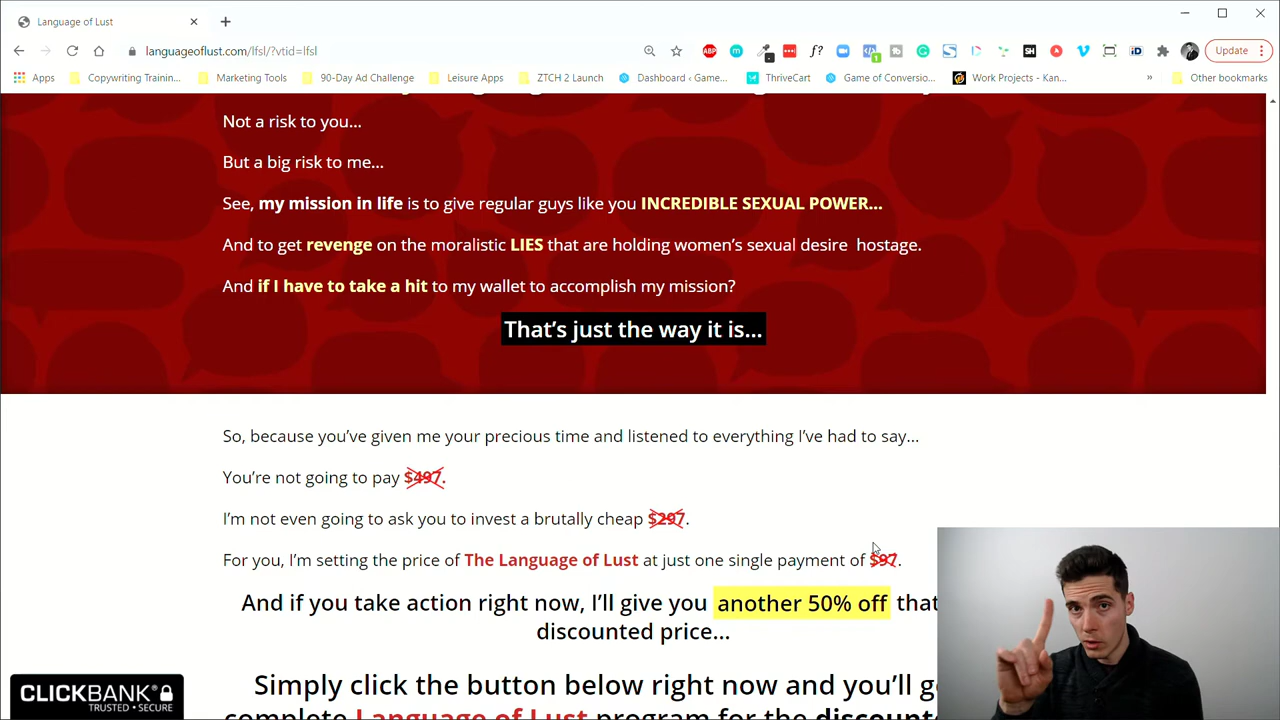 Language of Lust
languageoflust.com/lfsl/?vtid=lfsl
Update
Apps
Copywriting Trainin...
Marketing Tools
90-Day Ad Challenge
Leisure Apps
ZTCH 2 Launch
Dashboard ‹ Game...
ThriveCart
Game of Conversio...
Work Projects - Kan...
Other bookmarks
Not a risk to you...
But a big risk to me...
See, my mission in life is to give regular guys like you INCREDIBLE SEXUAL POWER...
And to get revenge on the moralistic LIES that are holding women's sexual desire hostage.
And if I have to take a hit to my wallet to accomplish my mission?
That's just the way it is...
So, because you've given me your precious time and listened to everything I've had to say...
You're not going to pay $497.
I'm not even going to ask you to invest a brutally cheap $297.
For you, I'm setting the price of The Language of Lust at just one single payment of $97.
And if you take action right now, I'll give you another 50% off that
discounted price...
Simply click the button below right now and you'll g
complete Language of Lust program for the discount
CLICKBANK
TRUSTED • SECURE